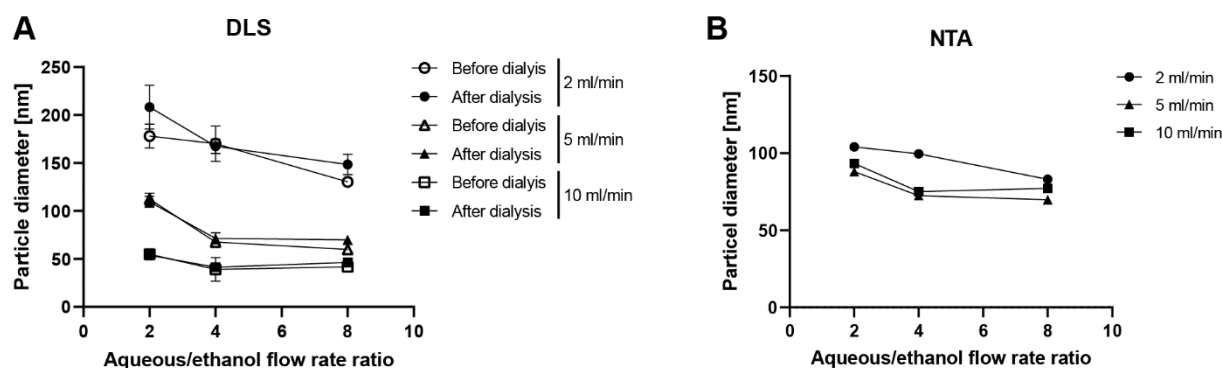 A
DLS
Particle diameter [nm]
250
200
150
100
50
0
0 2 4 6 8 10
Aqueous/ethanol flow rate ratio
Before dialyis
After dialysis
2 ml/min
Before dialyis
After dialysis
5 ml/min
Before dialyis
After dialysis
10 ml/min
B
NTA
Particel diameter [nm]
150
100
50
0
0 2 4 6 8 10
Aqueous/ethanol flow rate ratio
2 ml/min
5 ml/min
10 ml/min